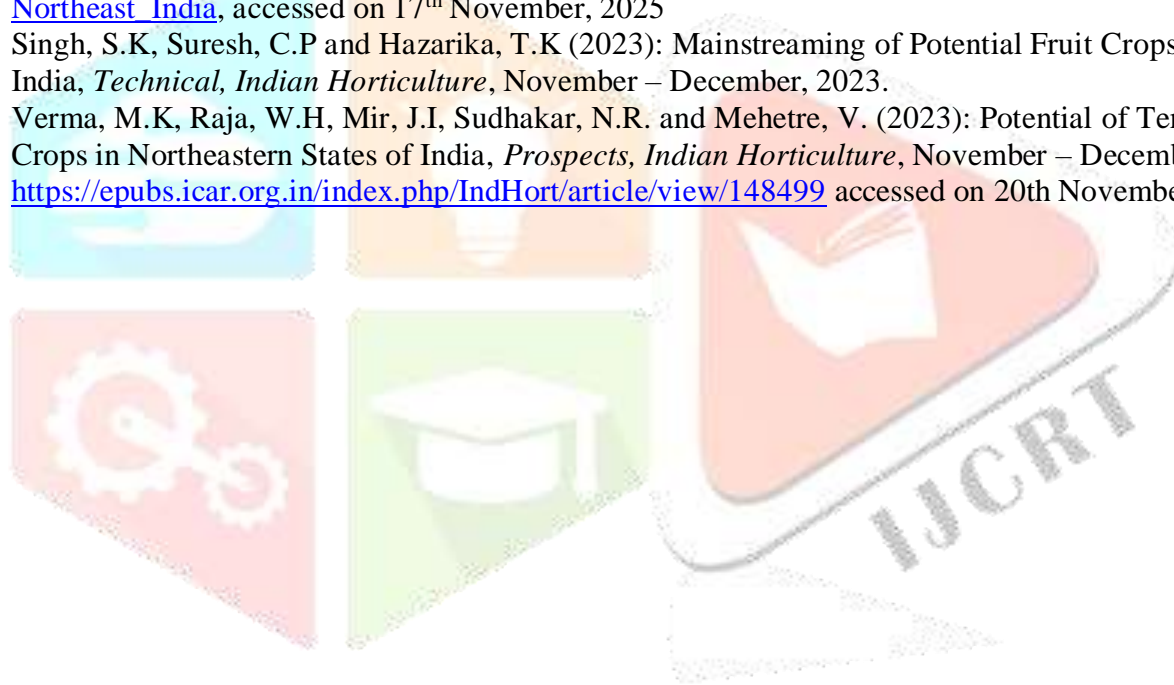 Northeast_India, accessed on 17th November, 2025
Singh, S.K, Suresh, C.P and Hazarika, T.K (2023): Mainstreaming of Potential Fruit Crops
India, Technical, Indian Horticulture, November – December, 2023.
Verma, M.K, Raja, W.H, Mir, J.I, Sudhakar, N.R. and Mehetre, V. (2023): Potential of
Crops in Northeastern States of India, Prospects, Indian Horticulture, November –
https://epubs.icar.org.in/index.php/IndHort/article/view/148499 accessed on 20th
IJCRT